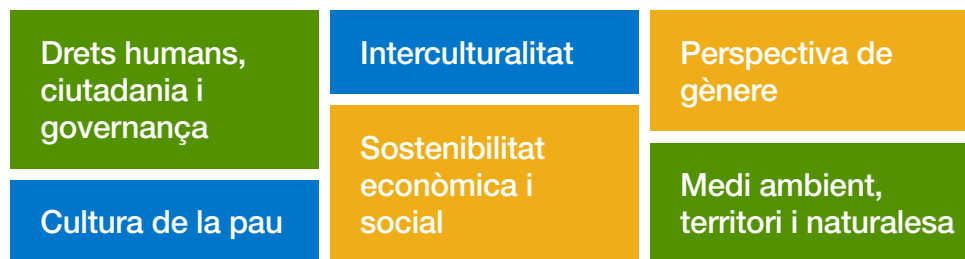 Drets humans,
ciutadania i
governança
Cultura de la pau
Interculturalitat
Sostenibilitat
econòmica i
social
Perspectiva de
gènere
Medi ambient,
territori i naturalesa